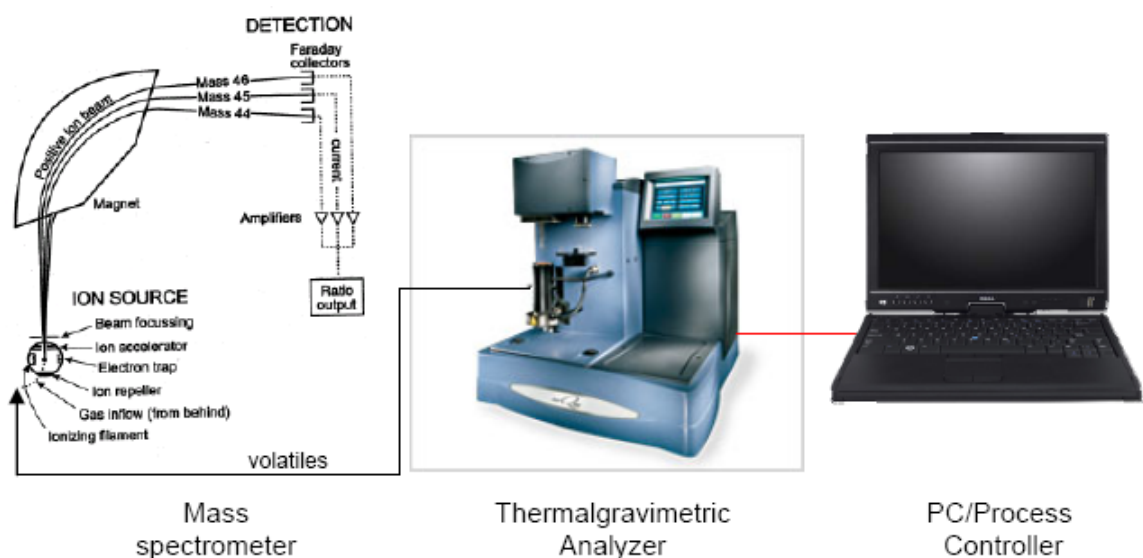 DETECTION
Faraday
collectors
Mass 46
Mass 45
Mass 44
Positive ion beam
Magnet
current
Amplifiers
Ratio
output
ION SOURCE
Beam focussing
Ion accelerator
Electron trap
Ion repeller
Gas inflow (from behind)
Ionizing filament
volatiles
DELL
Mass
spectrometer
Thermalgravimetric
Analyzer
PC/Process
Controller